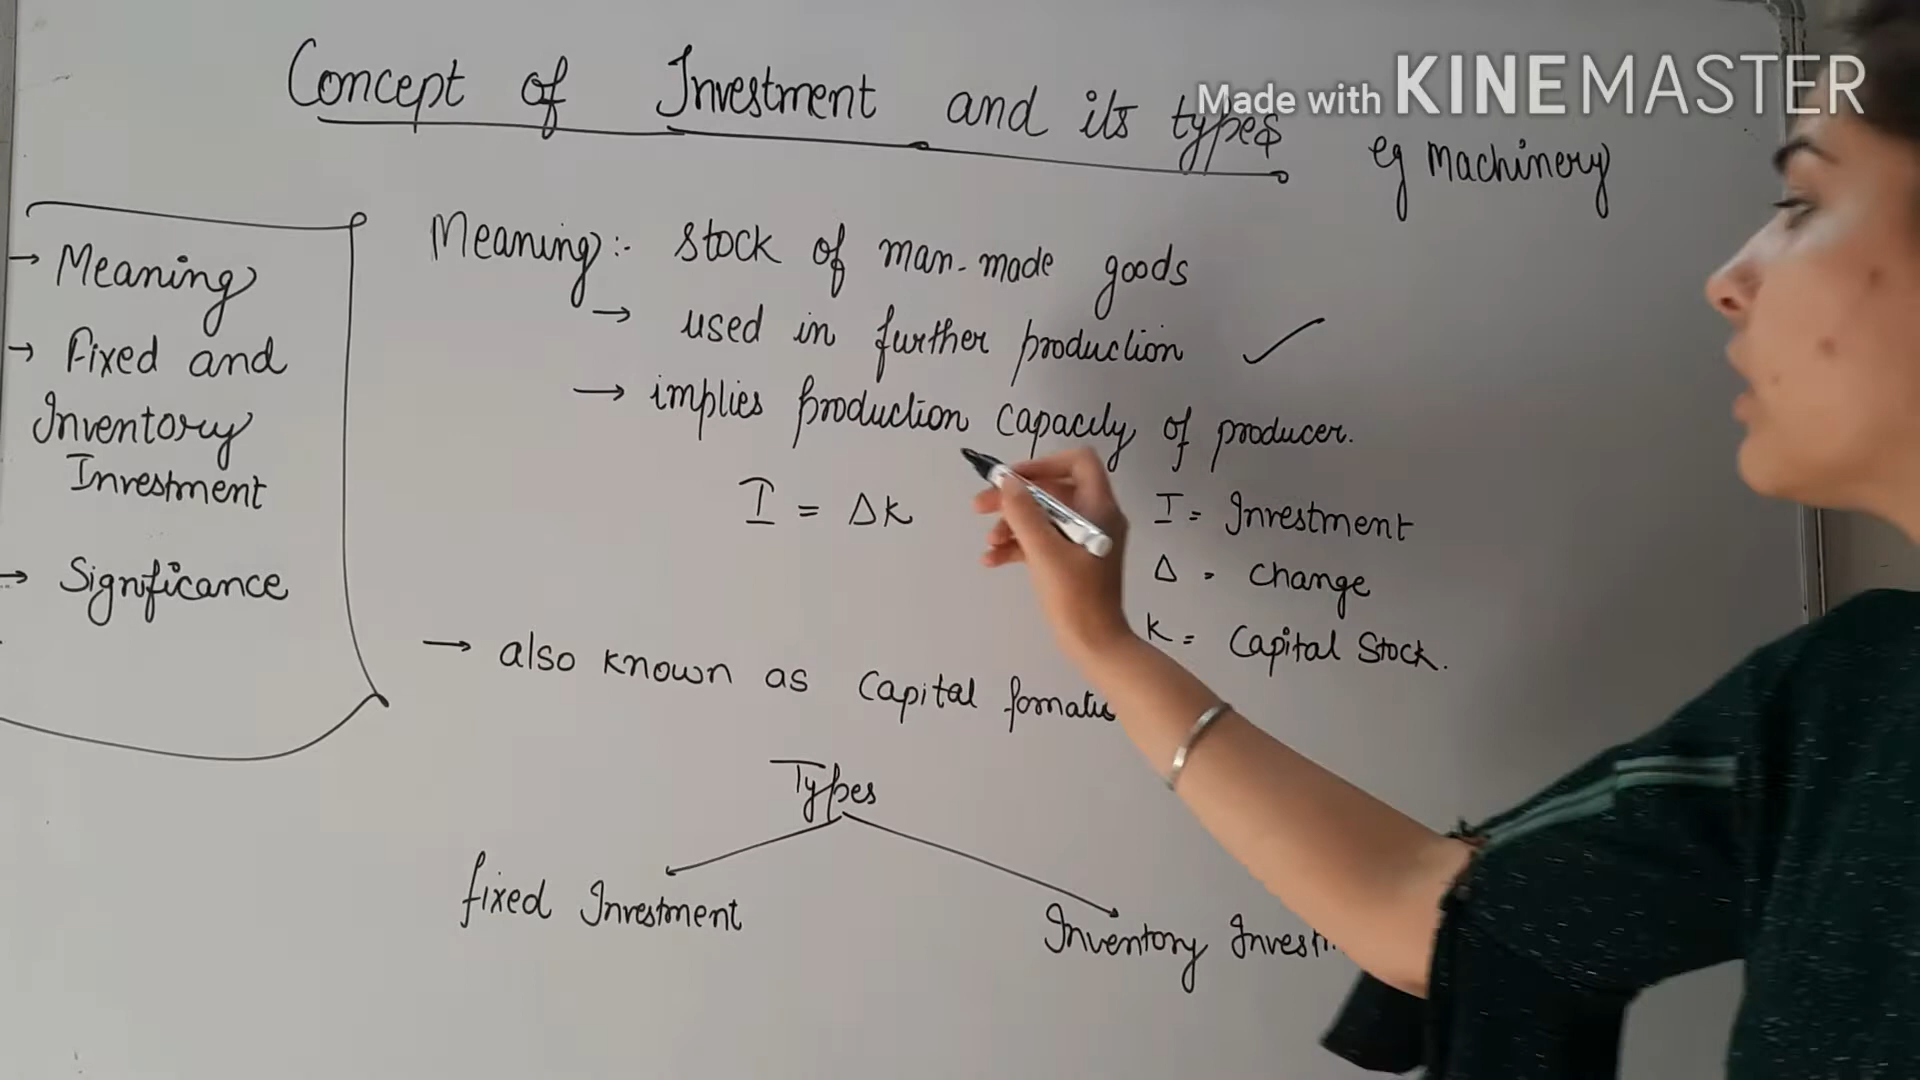 Concept of Investment and its types
Made with KINEMASTER
eg Machinery
→ Meaning
→ Fixed and
Inventory
Investment
→ Significance
Meaning:- stock of man-made goods
→ used in further production ✓
→ implies production capacity of producer.
I = Δk
I = Investment
Δ = change
k = Capital Stock.
→ also known as Capital
Types
fixed Investment
Inventory